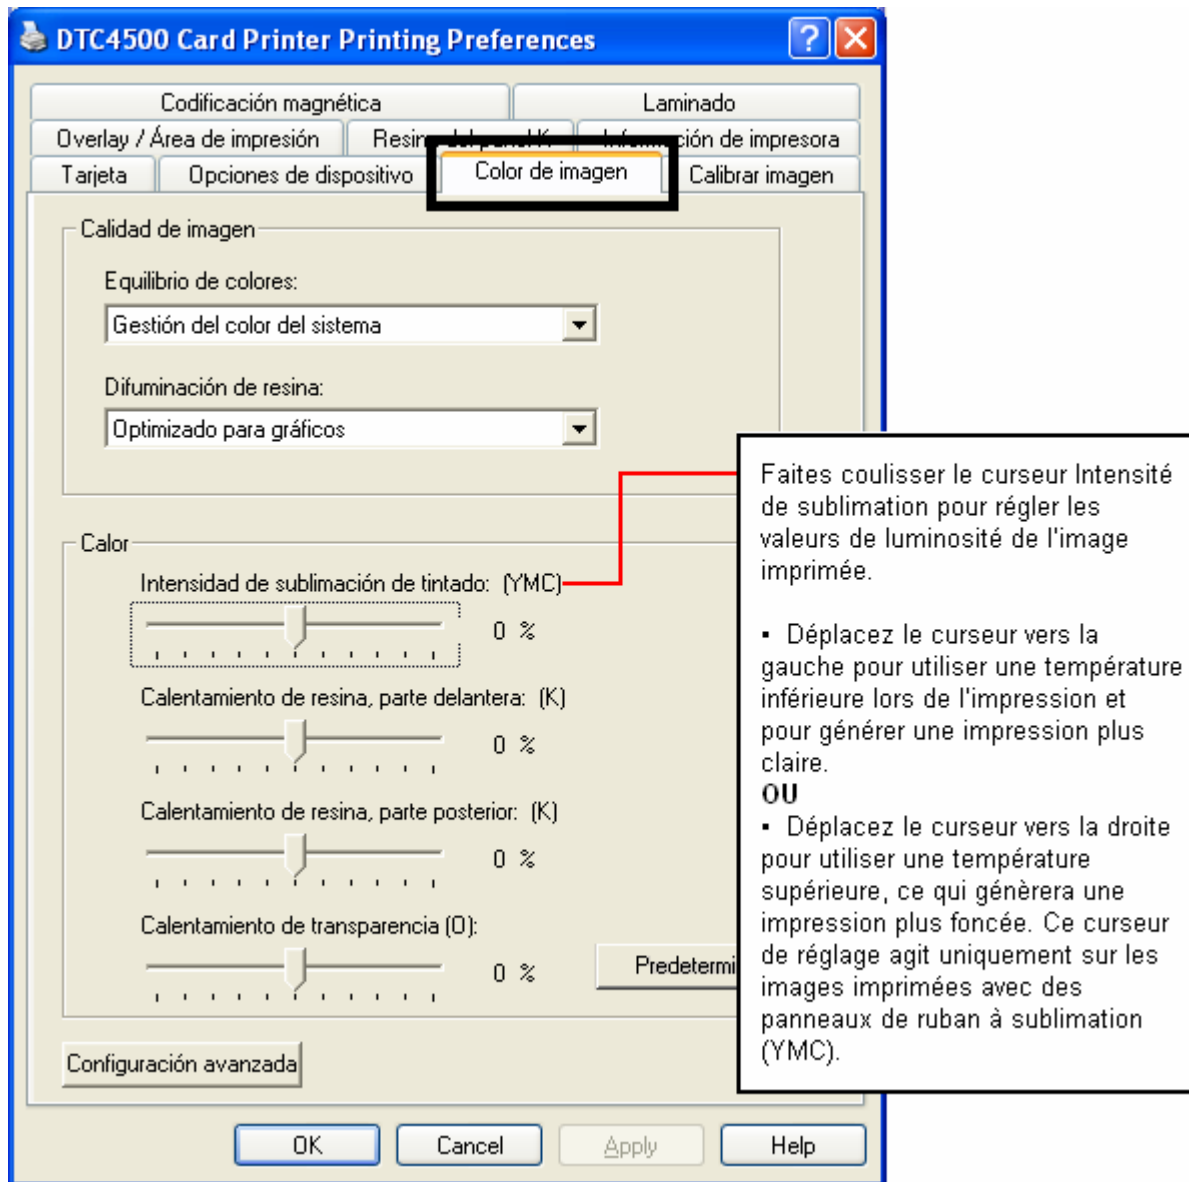 DTC4500 Card Printer Printing Preferences
Codificación magnética
Laminado
Overlay / Área de impresión
Información de impresora
Tarjeta
Opciones de dispositivo
Color de imagen
Calibrar imagen
Calidad de imagen
Equilibrio de colores:
Gestión del color del sistema
Difuminación de resina:
Optimizado para gráficos
Calor
Intensidad de sublimación de tintado: (YMC)
0 %
Calentamiento de resina, parte delantera: (K)
0 %
Calentamiento de resina, parte posterior: (K)
0 %
Calentamiento de transparencia (O):
0 %
Predetermi
Configuración avanzada
OK
Cancel
Apply
Help
Faites coulisser le curseur Intensité
de sublimation pour régler les
valeurs de luminosité de l'image
imprimée.
▪ Déplacez le curseur vers la
gauche pour utiliser une température
inférieure lors de l'impression et
pour générer une impression plus
claire.
OU
▪ Déplacez le curseur vers la droite
pour utiliser une température
supérieure, ce qui génèrera une
impression plus foncée. Ce curseur
de réglage agit uniquement sur les
images imprimées avec des
panneaux de ruban à sublimation
(YMC).